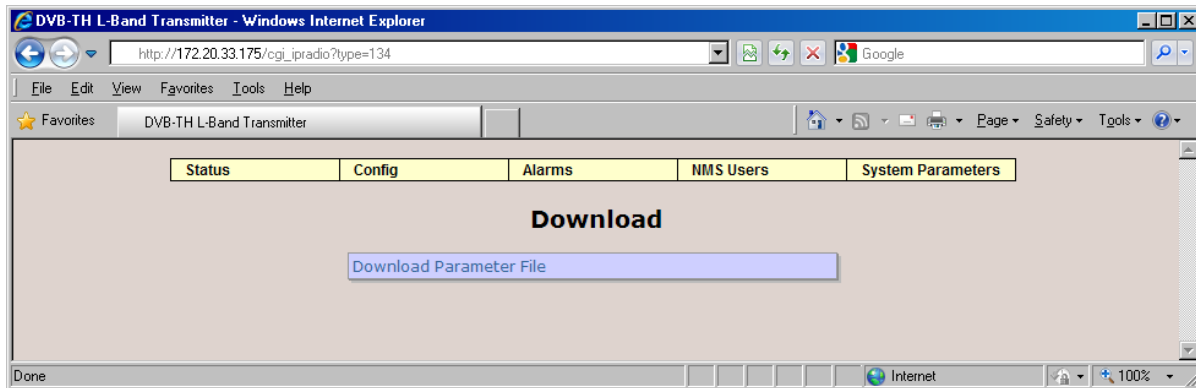 DVB-TH L-Band Transmitter - Windows Internet Explorer
http://172.20.33.175/cgi_ipradio?type=134
Google
File Edit View Favorites Tools Help
Favorites DVB-TH L-Band Transmitter Page Safety Tools
Status Config Alarms NMS Users System Parameters
Download
Download Parameter File
Done Internet 100%